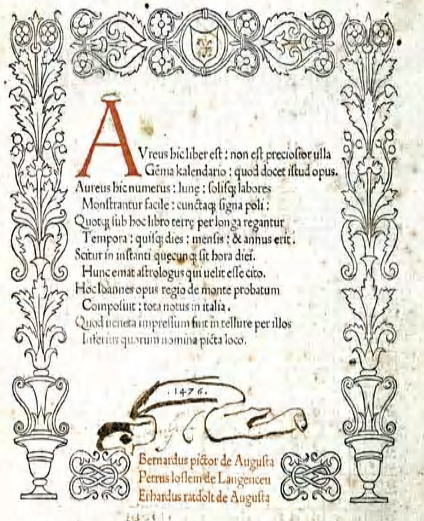 AUreus hic liber est : non est preciosior ulla
Gẽma kalendario : quod docet istud opus.
Aureus hic numerus : lune : solisq; labores
Monstrantur facile : cunctaq; signa poli :
Quotq; sub hoc libro terre per longa regantur
Tempora : quisq; dies : mensis : & annus erit.
Scitur in instanti quecunq; sit hora diei.
Hunc emat astrologus qui uelit esse cito.
Hoc Ioannes opus regio de monte probatum
Composuit : tota notus in italia.
Quod ueneta impressum fuit in tellure per illos
Inferius quorum nomina picta loco.
.1476.
Bernardus pictor de Augusta
Petrus loslein de Langencen
Erhardus ratdolt de Augusta